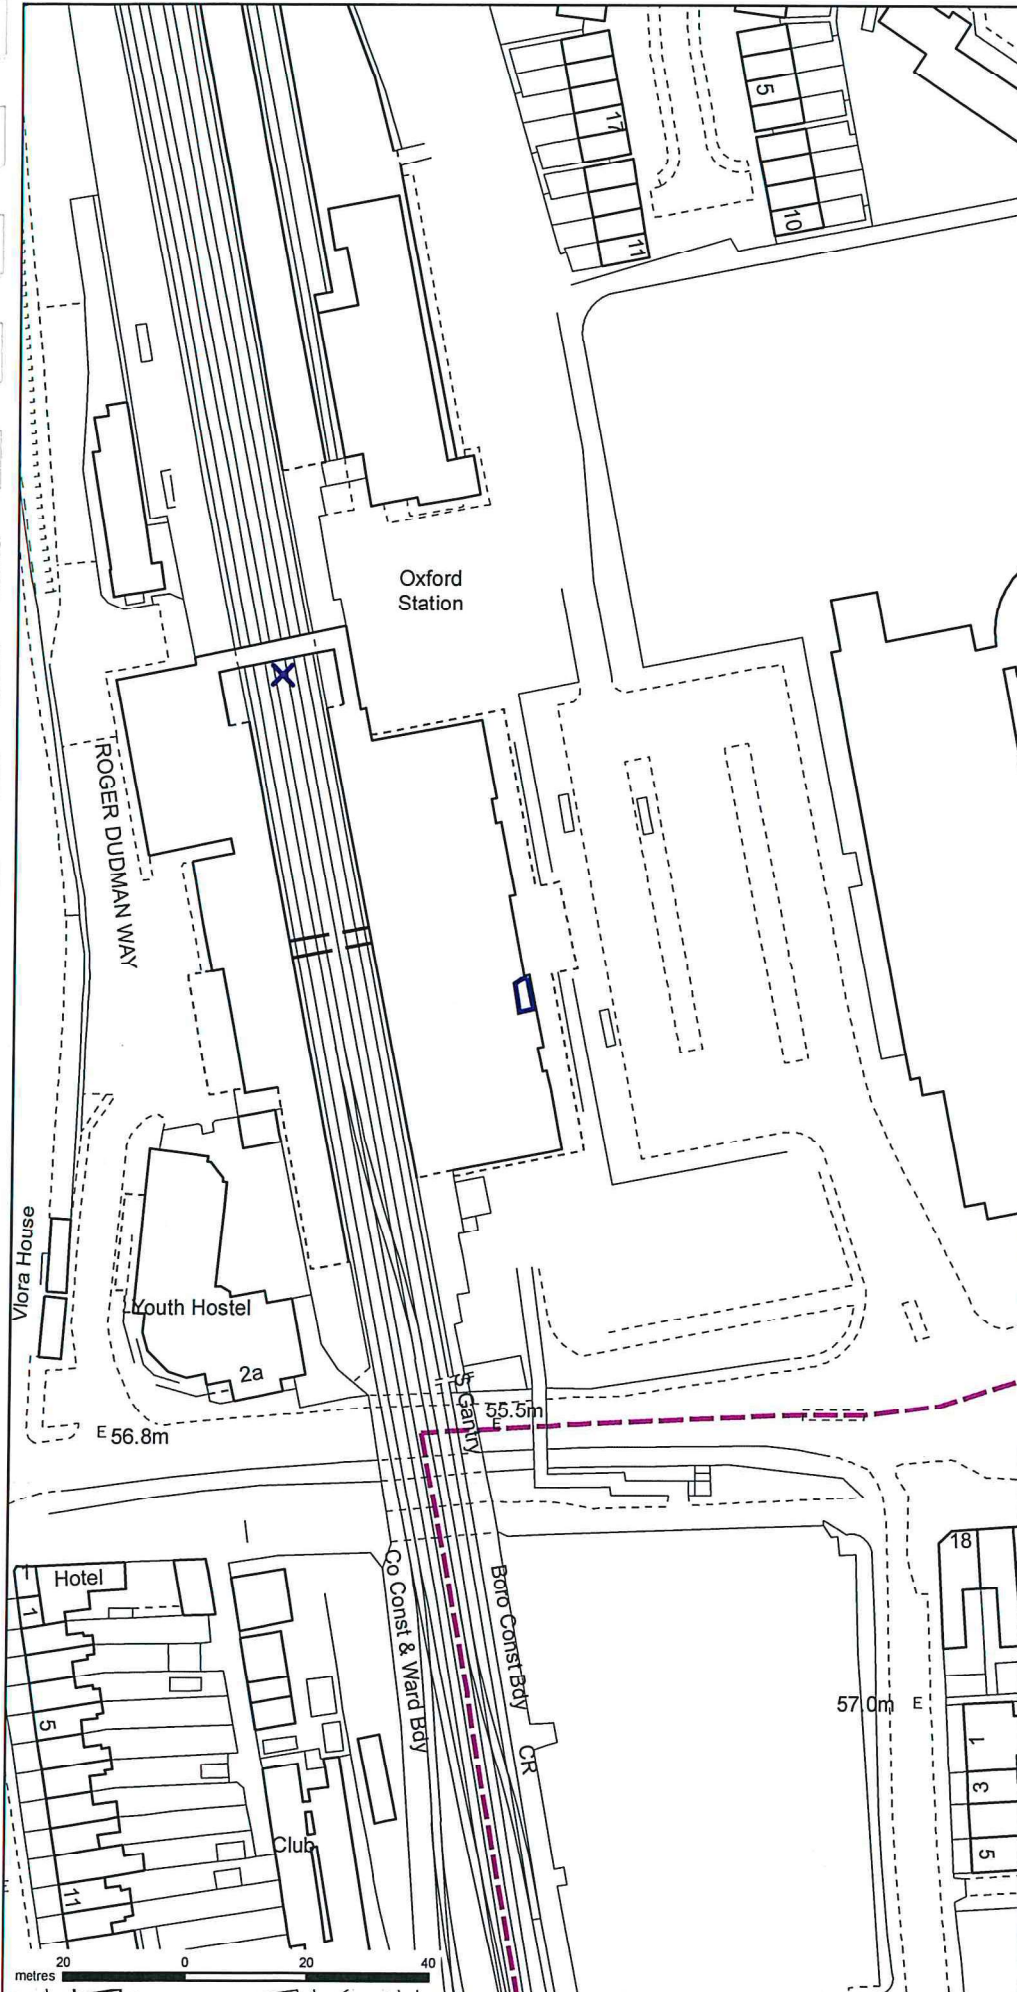 5
17
10
11
Oxford
Station
ROGER DUDMAN WAY
Vlora House
Youth Hostel
2a
S Gantry
55.5m
E
E 56.8m
18
1
Hotel
1
Co Const & Ward Bdy
Boro Const Bdy
57.0m E
5
1
CR
3
Club
5
11
E
20 0 20 40
metres